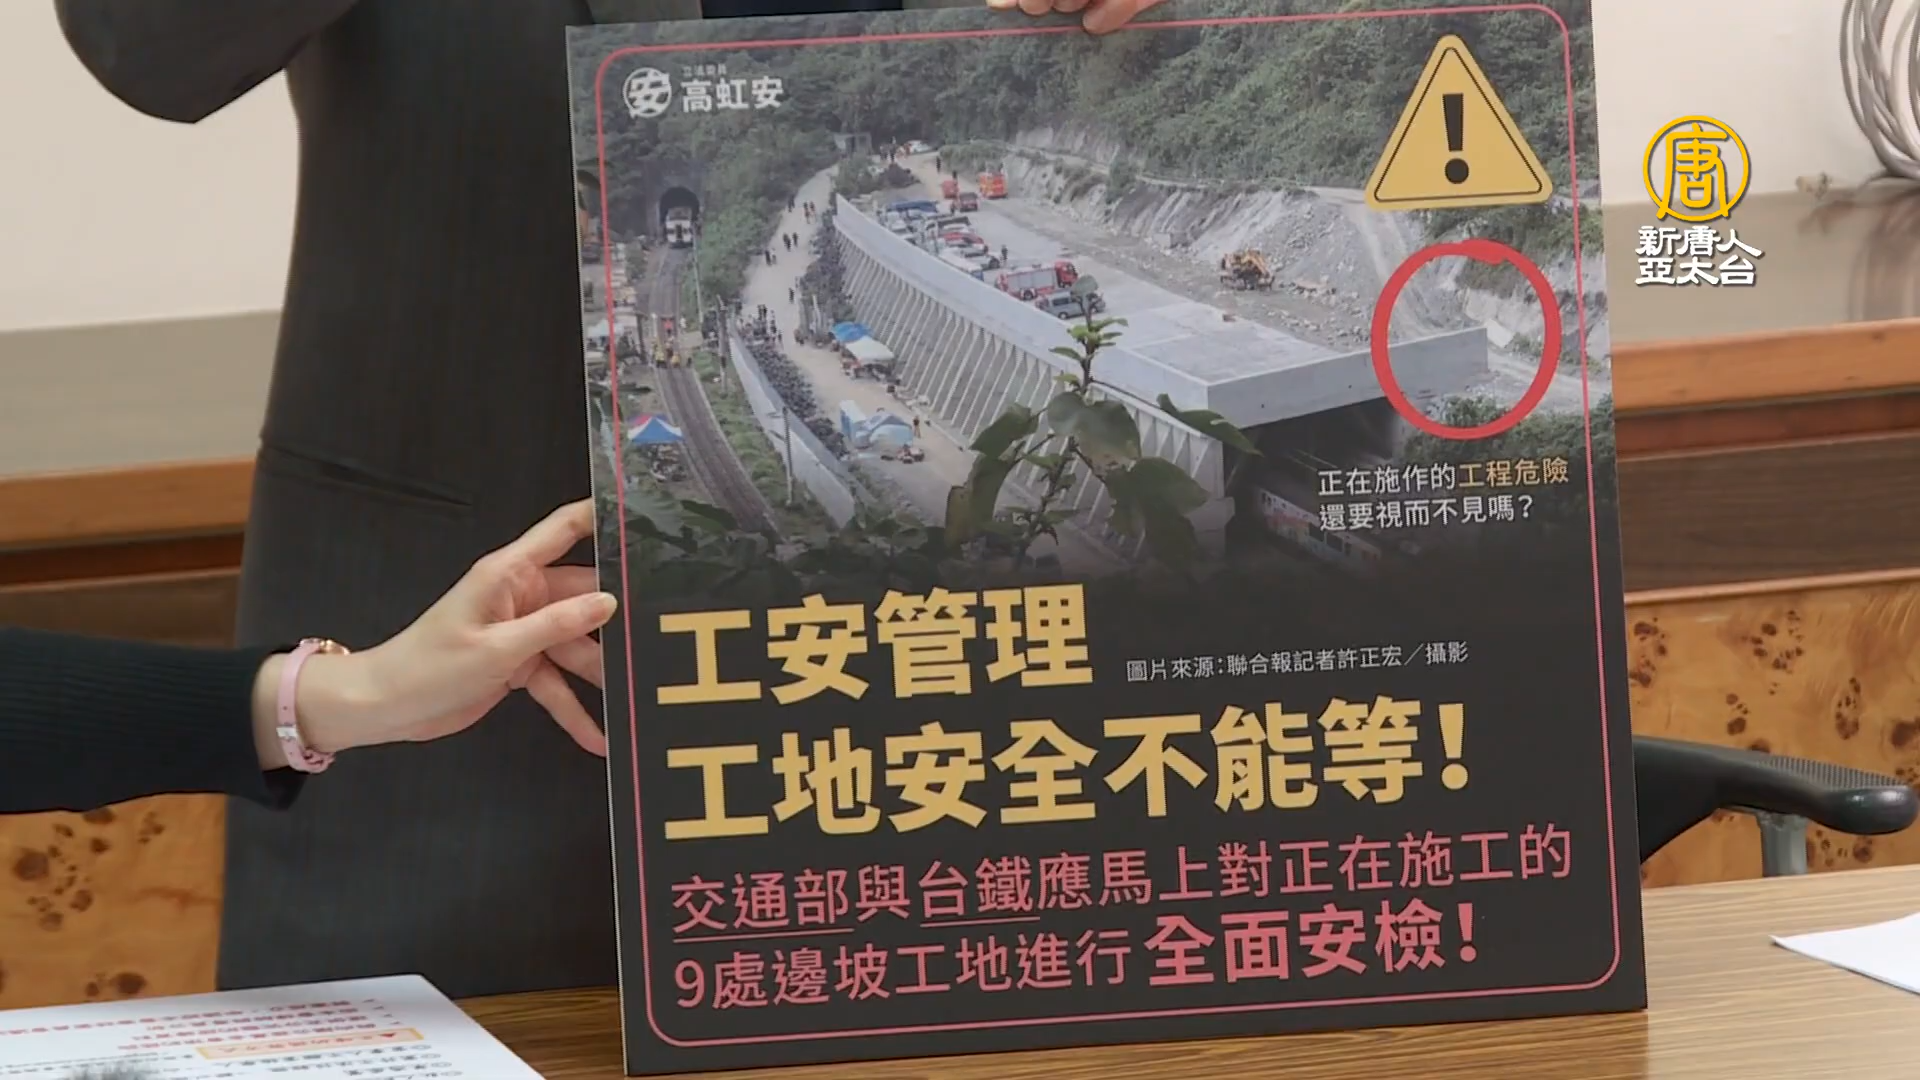 立法委員
安 高虹安
唐
新唐人
亞太台
正在施作的工程危險
還要視而不見嗎?
工安管理
圖片來源:聯合報記者許正宏/攝影
工地安全不能等!
交通部與台鐵應馬上對正在施工的
9處邊坡工地進行全面安檢!